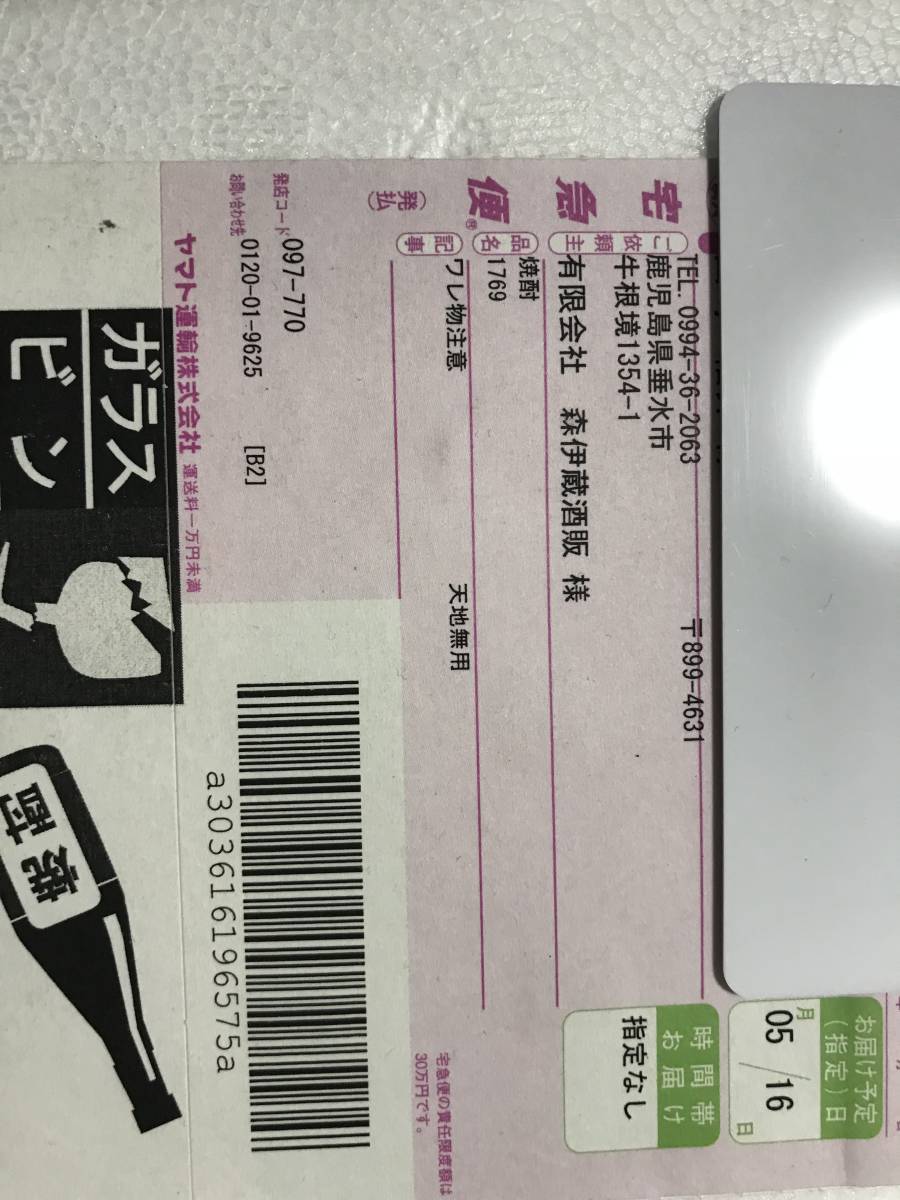 お届け予定
(指定)日
月
05/16
日
時間帯
お届け
指定なし
宅急便®
発払
TEL. 0994-36-2063
〒899-4631
鹿児島県垂水市
牛根境1354-1
ご依頼主
有限会社 森伊蔵酒販 様
品名
焼酎
1769
記事
ワレ物注意 天地無用
宅急便の責任限度額は
30万円です。
発店コード 097-770
お問い合わせ先 0120-01-9625 [B2]
ヤマト運輸株式会社 運送料一万円未満
a303616196575a
ガラス
ビン
焼酎